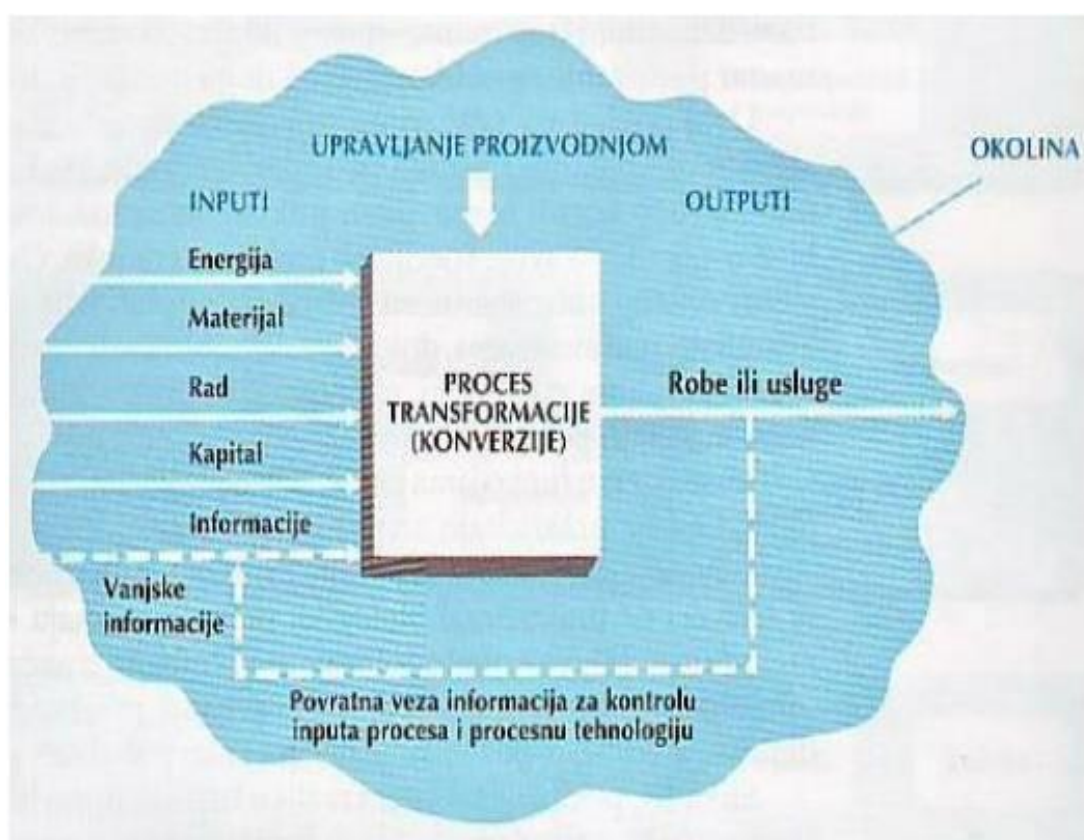 UPRAVLJANJE PROIZVODNJOM
OKOLINA
INPUTI
OUTPUTI
Energija
Materijal
Rad
Kapital
Informacije
Vanjske
informacije
PROCES
TRANSFORMACIJE
(KONVERZIJE)
Robe ili usluge
Povratna veza informacija za kontrolu
inputa procesa i procesnu tehnologiju